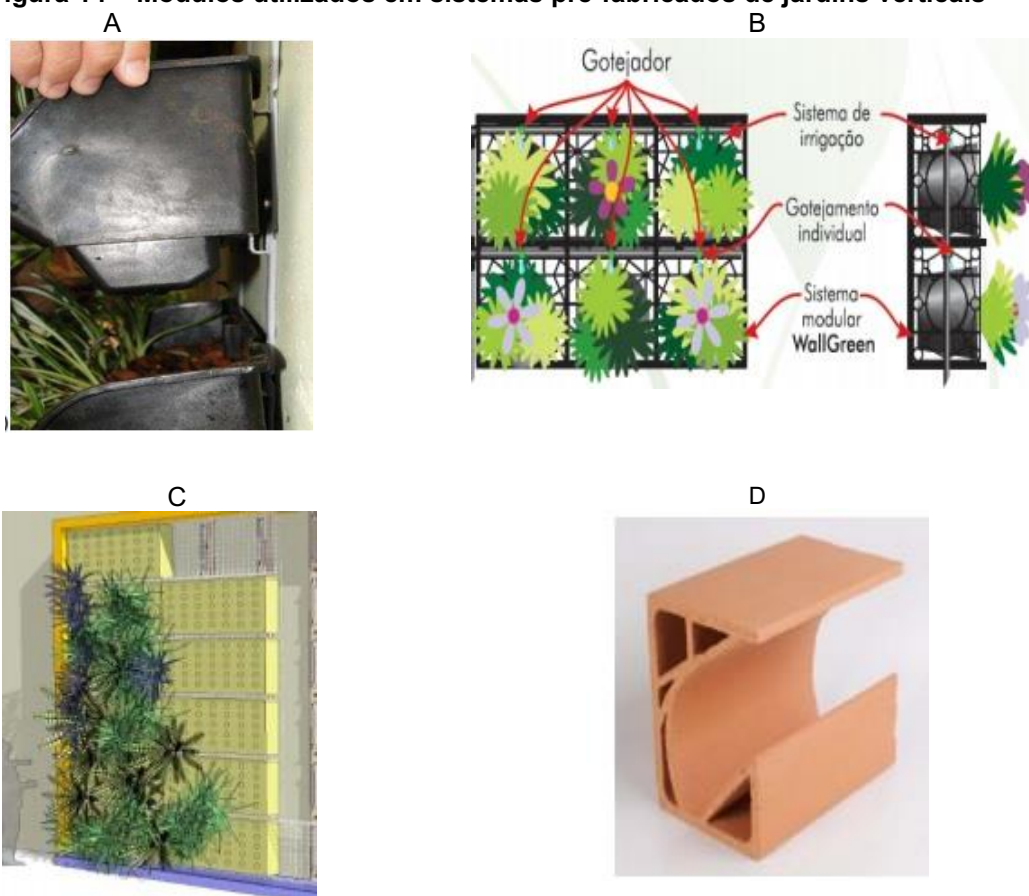 Módulos utilizados em sistemas pré-fabricados de jardins verticais
A
B
Gotejador
Sistema de
irrigação
Gotejamento
individual
Sistema
modular
WallGreen
C
D